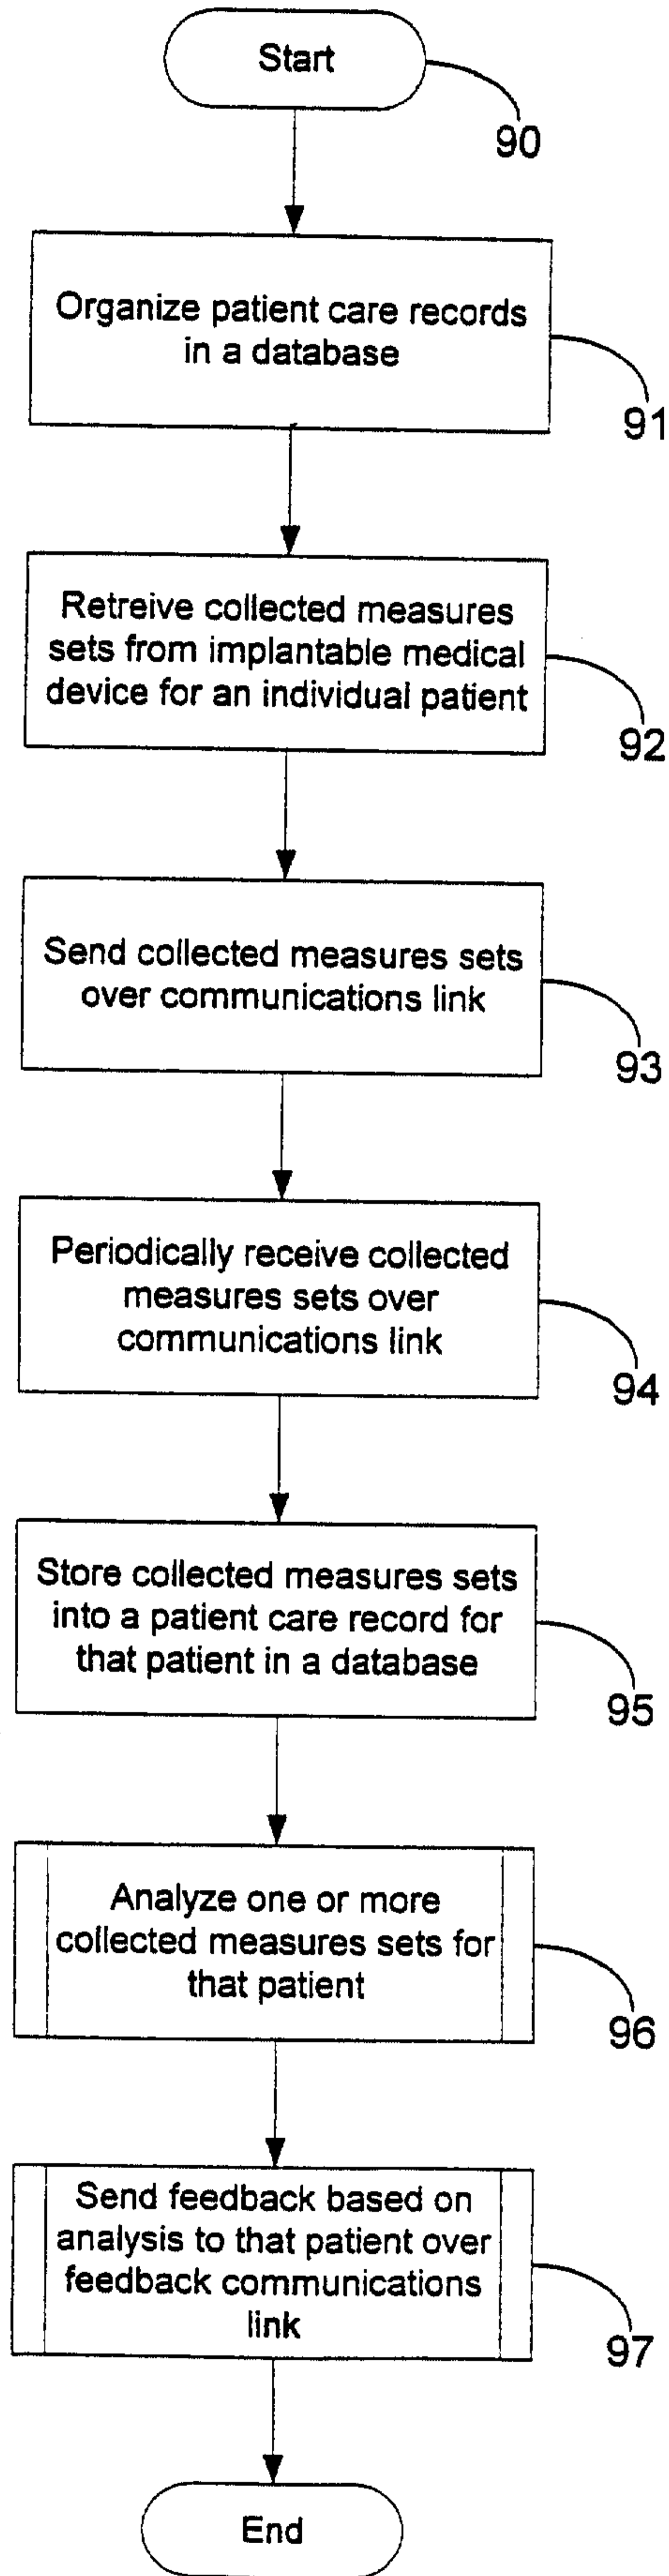 Start
90
Organize patient care records
in a database
91
Retreive collected measures
sets from implantable medical
device for an individual patient
92
Send collected measures sets
over communications link
93
Periodically receive collected
measures sets over
communications link
94
Store collected measures sets
into a patient care record for
that patient in a database
95
Analyze one or more
collected measures sets for
that patient
96
Send feedback based on
analysis to that patient over
feedback communications
link
97
End